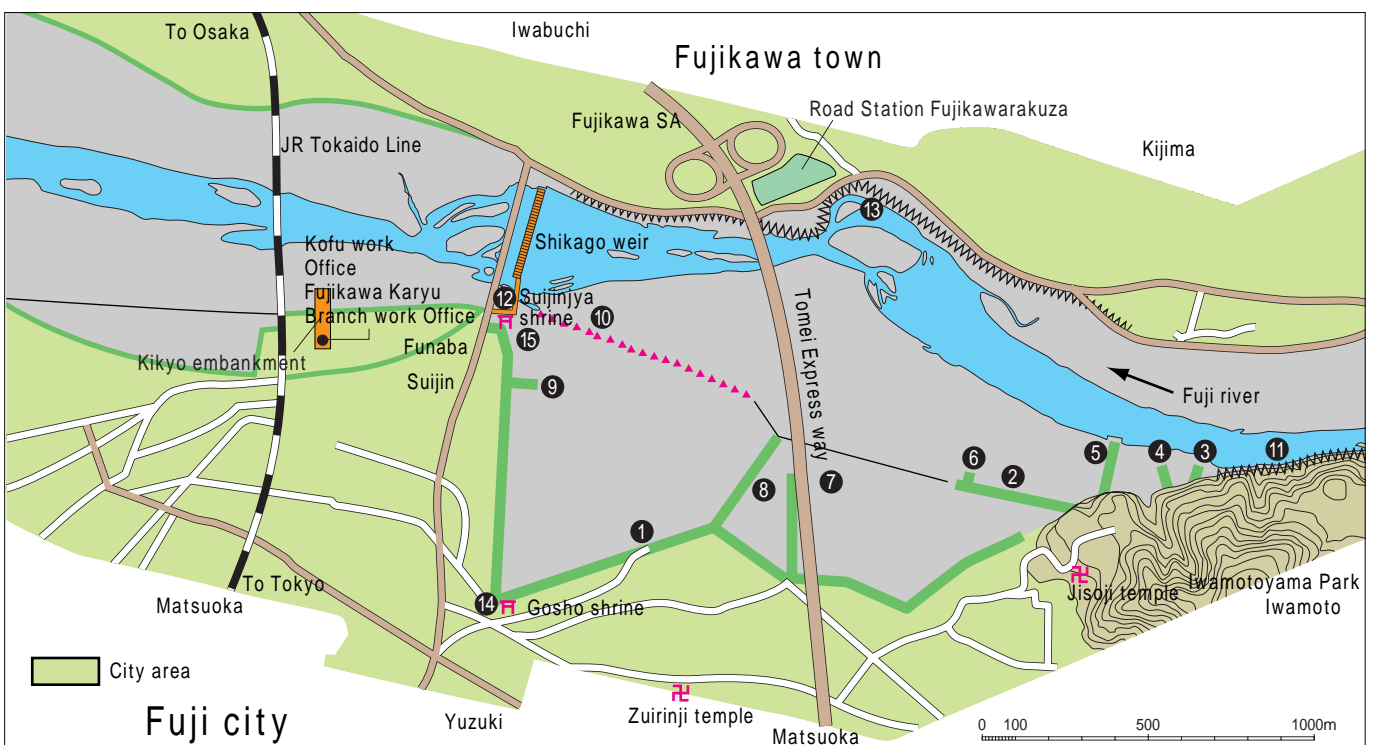 To Osaka
Iwabuchi
Fujikawa town
Road Station Fujikawarakuza
Fujikawa SA
Kijima
JR Tokaido Line
13
Shikago weir
Kofu work
Office
Fujikawa Karyu
Branch work Office
12
Suijinjya
shrine
10
Tomei Express way
15
Funaba
Kikyo embankment
Suijin
9
Fuji river
6
2
5
4
3
11
8
7
1
To Tokyo
Matsuoka
14
Gosho shrine
Jisoji temple
Iwamotoyama Park
Iwamoto
City area
Fuji city
Yuzuki
Zuirinji temple
Matsuoka
0 100 500 1000m